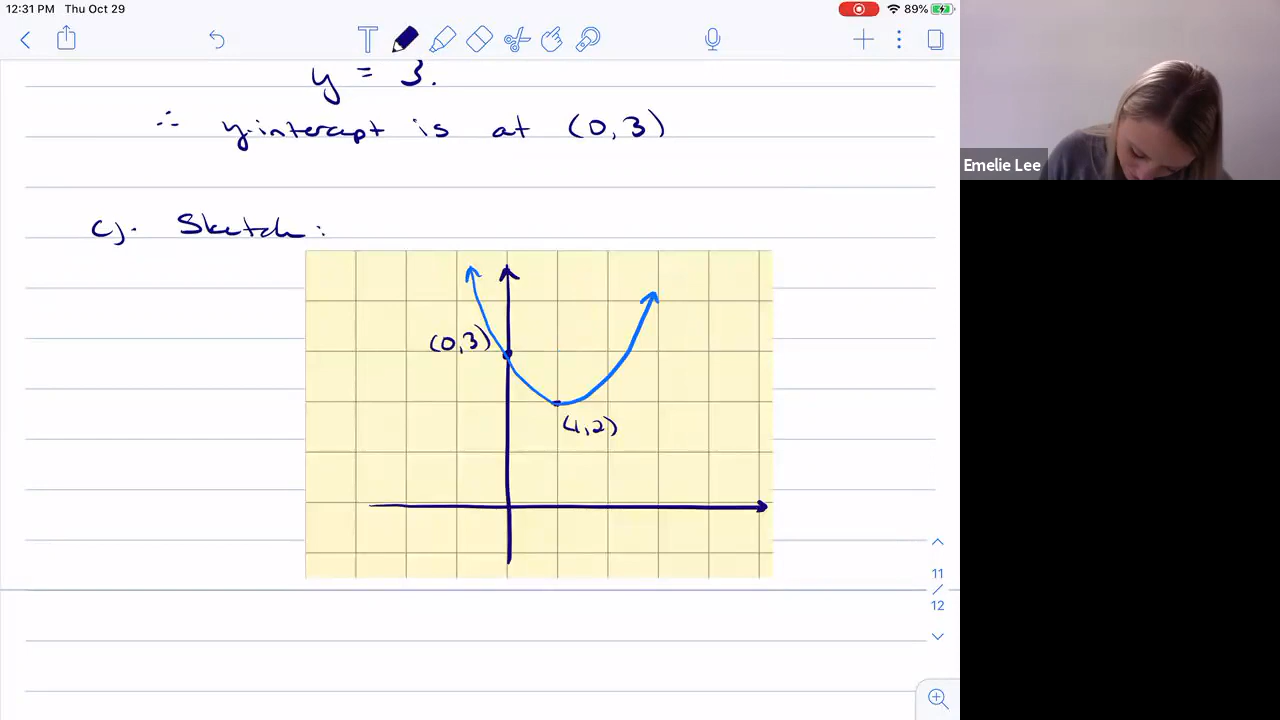 12:31 PM Thu Oct 29
89%
y = 3.
∴ y-intercept is at (0,3)
Emelie Lee
c). Sketch:
(0,3)
(1,2)
11
/
12